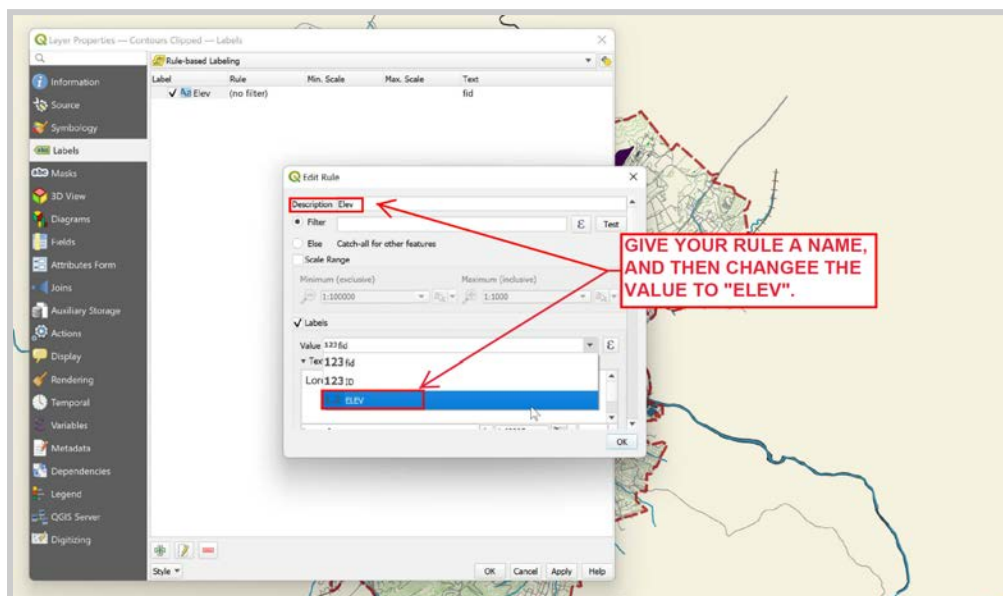 Layer Properties — Contours Clipped — Labels
Rule-based Labeling
Information
Source
Symbology
Labels
Masks
3D View
Diagrams
Fields
Attributes Form
Joins
Auxiliary Storage
Actions
Display
Rendering
Temporal
Variables
Metadata
Dependencies
Legend
QGIS Server
Digitizing
Label Rule Min. Scale Max. Scale Text
Elev (no filter) fid
Edit Rule
Description Elev
Filter ε Test
Else Catch-all for other features
Scale Range
Minimum (exclusive) Maximum (inclusive)
1:100000 1:1000
Labels
Value 123 fid ε
Tex 123 fid
Lor 123 ID
ELEV
OK
GIVE YOUR RULE A NAME,
AND THEN CHANGEE THE
VALUE TO "ELEV".
Style OK Cancel Apply Help